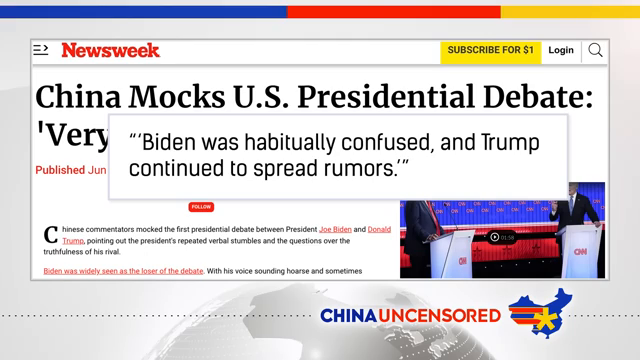 Newsweek
SUBSCRIBE FOR $1
Login
China Mocks U.S. Presidential Debate:
'Very
"'Biden was habitually confused, and Trump
continued to spread rumors.'"
Published Jun
FOLLOW
Chinese commentators mocked the first presidential debate between President Joe Biden and Donald
Trump, pointing out the president's repeated verbal stumbles and the questions over the
truthfulness of his rival.
Biden was widely seen as the loser of the debate. With his voice sounding hoarse and sometimes
01:58
CNN
CNN
CHINA UNCENSORED